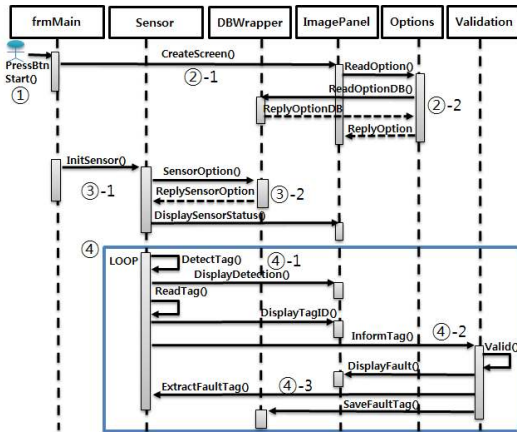 frmMain Sensor DBWrapper ImagePanel Options Validation
PressBtn
Start()
①
CreateScreen()
②-1
ReadOption()
ReadOptionDB()
②-2
ReplyOptionDB
ReplyOption
InitSensor()
③-1
SensorOption()
ReplySensorOption
③-2
DisplaySensorStatus()
④
LOOP
DetectTag()
④-1
DisplayDetection()
ReadTag()
DisplayTagID()
InformTag()
④-2
Valid()
DisplayFault()
ExtractFaultTag()
④-3
SaveFaultTag()